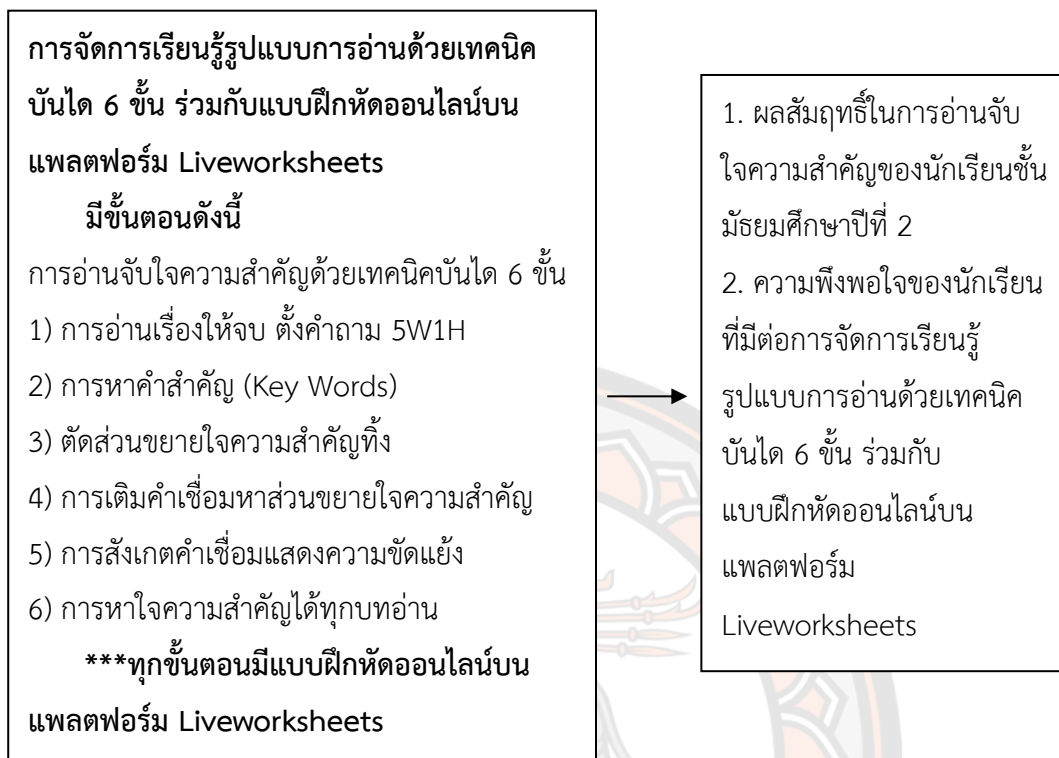 การจัดการเรียนรู้รูปแบบการอ่านด้วยเทคนิค
บันได 6 ขั้น ร่วมกับแบบฝึกหัดออนไลน์บน
แพลตฟอร์ม Liveworksheets
มีขั้นตอนดังนี้
การอ่านจับใจความสำคัญด้วยเทคนิคบันได 6 ขั้น
1) การอ่านเรื่องให้จบ ตั้งคำถาม 5W1H
2) การหาคำสำคัญ (Key Words)
3) ตัดส่วนขยายใจความสำคัญทิ้ง
4) การเติมคำเชื่อมหาส่วนขยายใจความสำคัญ
5) การสังเกตคำเชื่อมแสดงความขัดแย้ง
6) การหาใจความสำคัญได้ทุกบทอ่าน
***ทุกขั้นตอนมีแบบฝึกหัดออนไลน์บน
แพลตฟอร์ม Liveworksheets
1. ผลสัมฤทธิ์ในการอ่านจับ
ใจความสำคัญของนักเรียนชั้น
มัธยมศึกษาปีที่ 2
2. ความพึงพอใจของนักเรียน
ที่มีต่อการจัดการเรียนรู้
รูปแบบการอ่านด้วยเทคนิค
บันได 6 ขั้น ร่วมกับ
แบบฝึกหัดออนไลน์บน
แพลตฟอร์ม
Liveworksheets